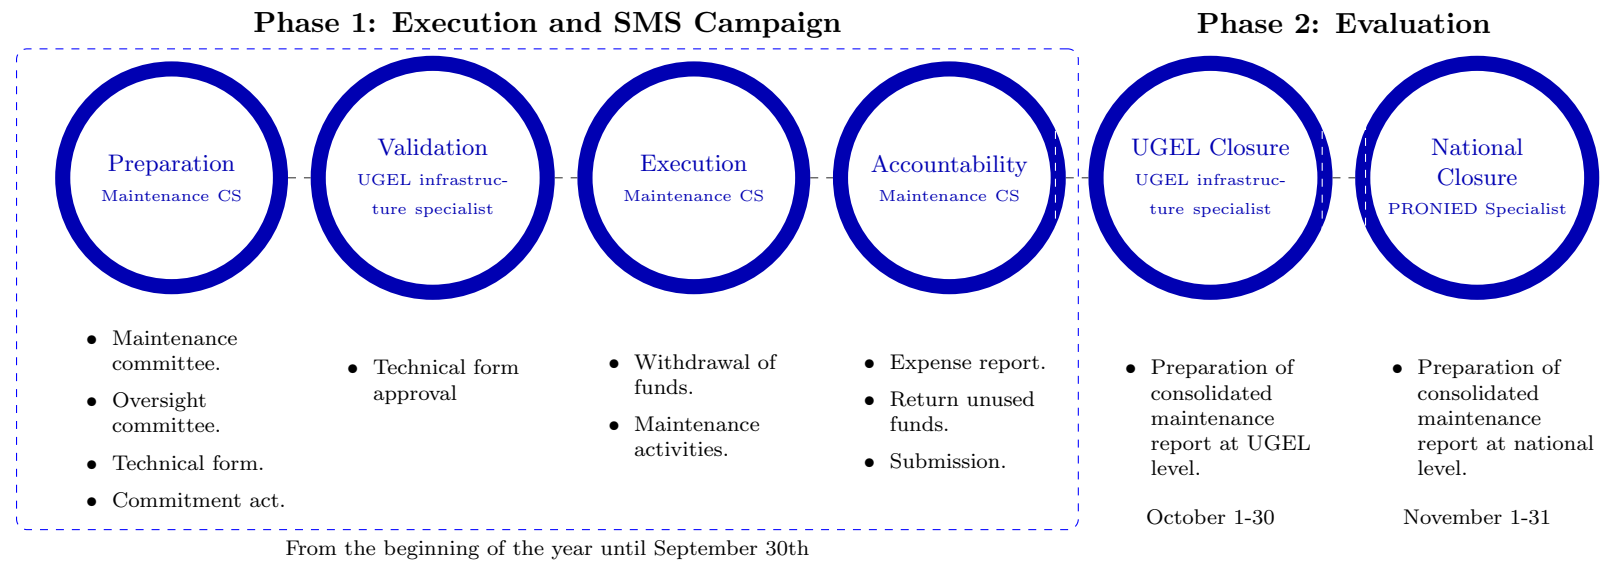 Phase 1: Execution and SMS Campaign
Phase 2: Evaluation
Preparation
Maintenance CS
Validation
UGEL infrastruc-
ture specialist
Execution
Maintenance CS
Accountability
Maintenance CS
UGEL Closure
UGEL infrastruc-
ture specialist
National
Closure
PRONIED Specialist
• Maintenance
committee.
• Oversight
committee.
• Technical form.
• Commitment act.
• Technical form
approval
• Withdrawal of
funds.
• Maintenance
activities.
• Expense report.
• Return unused
funds.
• Submission.
• Preparation of
consolidated
maintenance
report at UGEL
level.
October 1-30
• Preparation of
consolidated
maintenance
report at national
level.
November 1-31
From the beginning of the year until September 30th